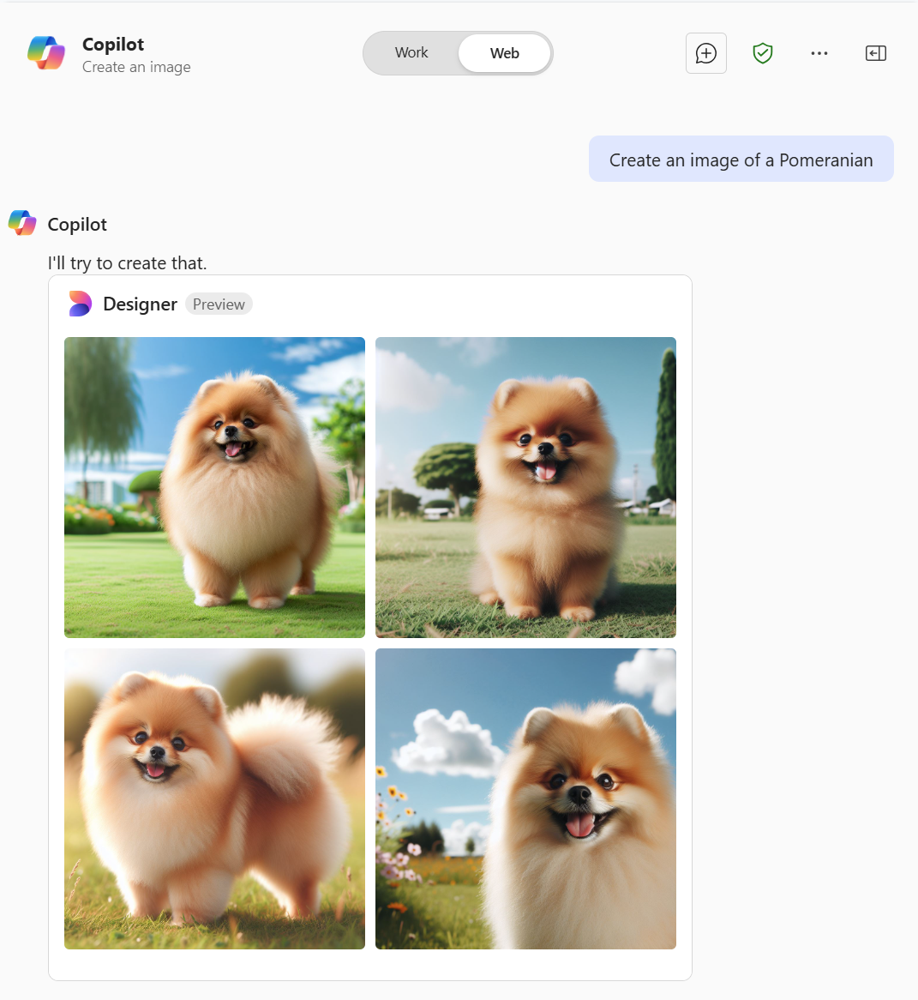 Copilot
Create an image
Work
Web
Create an image of a Pomeranian
Copilot
I'll try to create that.
Designer Preview